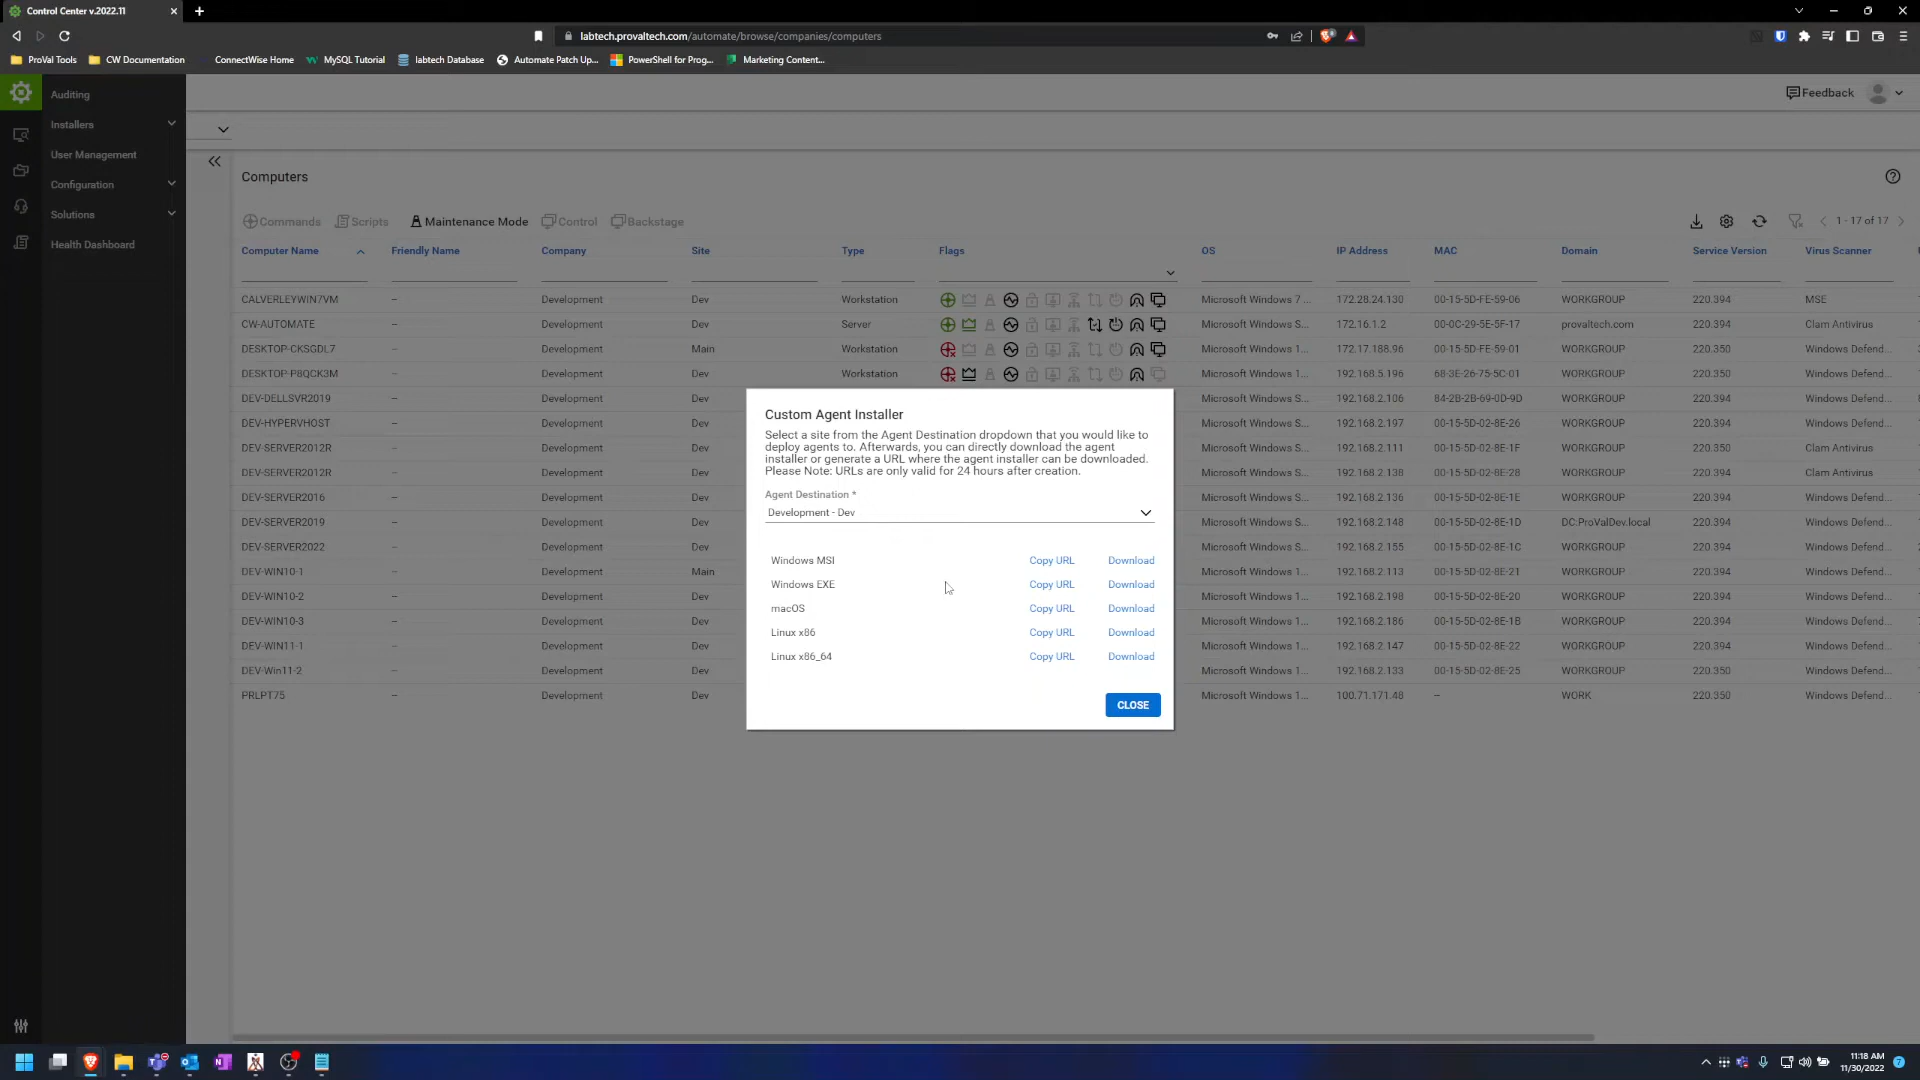 Control Center v.2022.11
labtech.provaltech.com/automate/browse/companies/computers
ProVal Tools CW Documentation ConnectWise Home MySQL Tutorial labtech Database Automate Patch Up... PowerShell for Prog... Marketing Content...
Auditing
Installers
User Management
Configuration
Solutions
Health Dashboard
Feedback
Computers
Commands Scripts Maintenance Mode Control Backstage
1 - 17 of 17
Computer Name Friendly Name Company Site Type Flags OS IP Address MAC Domain Service Version Virus Scanner
CALVERLEYWIN7VM -- Development Dev Workstation Microsoft Windows 7 ... 172.28.24.130 00-15-5D-FE-59-06 WORKGROUP 220.394 MSE
CW-AUTOMATE -- Development Dev Server Microsoft Windows S... 172.16.1.2 00-0C-29-5E-5F-17 provaltech.com 220.394 Clam Antivirus
DESKTOP-CKSGDL7 -- Development Main Workstation Microsoft Windows 1... 172.17.188.96 00-15-5D-FE-59-01 WORKGROUP 220.350 Windows Defend...
DESKTOP-P8QCK3M -- Development Dev Workstation Microsoft Windows 1... 192.168.5.196 68-3E-26-75-5C-01 WORKGROUP 220.350 Windows Defend...
DEV-DELLSVR2019 -- Development Dev Microsoft Windows S... 192.168.2.106 84-2B-2B-69-0D-9D WORKGROUP 220.394 Windows Defend...
DEV-HYPERVHOST -- Development Dev Microsoft Windows S... 192.168.2.197 00-15-5D-02-8E-26 WORKGROUP 220.394 Windows Defend...
DEV-SERVER2012R -- Development Dev Microsoft Windows S... 192.168.2.111 00-15-5D-02-8E-1F WORKGROUP 220.394 Clam Antivirus
DEV-SERVER2012R -- Development Dev Microsoft Windows S... 192.168.2.138 00-15-5D-02-8E-28 WORKGROUP 220.394 Clam Antivirus
DEV-SERVER2016 -- Development Dev Microsoft Windows S... 192.168.2.136 00-15-5D-02-8E-1E WORKGROUP 220.394 Windows Defend...
DEV-SERVER2019 -- Development Dev Microsoft Windows S... 192.168.2.148 00-15-5D-02-8E-1D DC:ProValDev.local 220.394 Windows Defend...
DEV-SERVER2022 -- Development Dev Microsoft Windows S... 192.168.2.155 00-15-5D-02-8E-1C WORKGROUP 220.394 Windows Defend...
DEV-WIN10-1 -- Development Main Microsoft Windows 1... 192.168.2.113 00-15-5D-02-8E-21 WORKGROUP 220.394 Windows Defend...
DEV-WIN10-2 -- Development Dev Microsoft Windows 1... 192.168.2.198 00-15-5D-02-8E-20 WORKGROUP 220.394 Windows Defend...
DEV-WIN10-3 -- Development Dev Microsoft Windows 1... 192.168.2.186 00-15-5D-02-8E-1B WORKGROUP 220.394 Windows Defend...
DEV-WIN11-1 -- Development Dev Microsoft Windows 1... 192.168.2.147 00-15-5D-02-8E-22 WORKGROUP 220.394 Windows Defend...
DEV-Win11-2 -- Development Dev Microsoft Windows 1... 192.168.2.133 00-15-5D-02-8E-25 WORKGROUP 220.350 Windows Defend...
PRLPT75 -- Development Dev Microsoft Windows 1... 100.71.171.48 -- WORK 220.350 Windows Defend...
Custom Agent Installer
Select a site from the Agent Destination dropdown that you would like to
deploy agents to. Afterwards, you can directly download the agent
installer or generate a URL where the agent installer can be downloaded.
Please Note: URLs are only valid for 24 hours after creation.
Agent Destination *
Development - Dev
Windows MSI Copy URL Download
Windows EXE Copy URL Download
macOS Copy URL Download
Linux x86 Copy URL Download
Linux x86_64 Copy URL Download
CLOSE
11:18 AM
11/30/2022
7